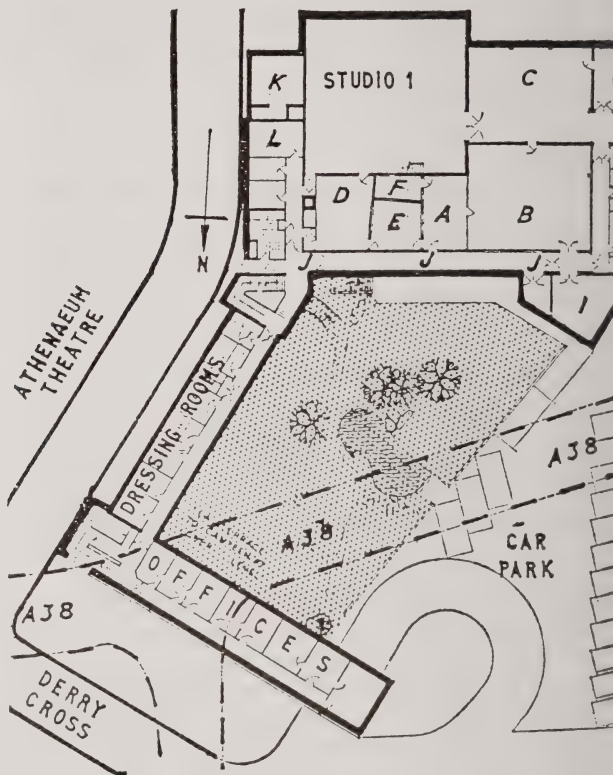 K
STUDIO 1
C
L
D
F
E
A
B
J
J
J
I
N
ATHENAEUM
THEATRE
DRESSING ROOMS
A38
A38
OFFICES
CAR
PARK
A38
DERRY
CROSS